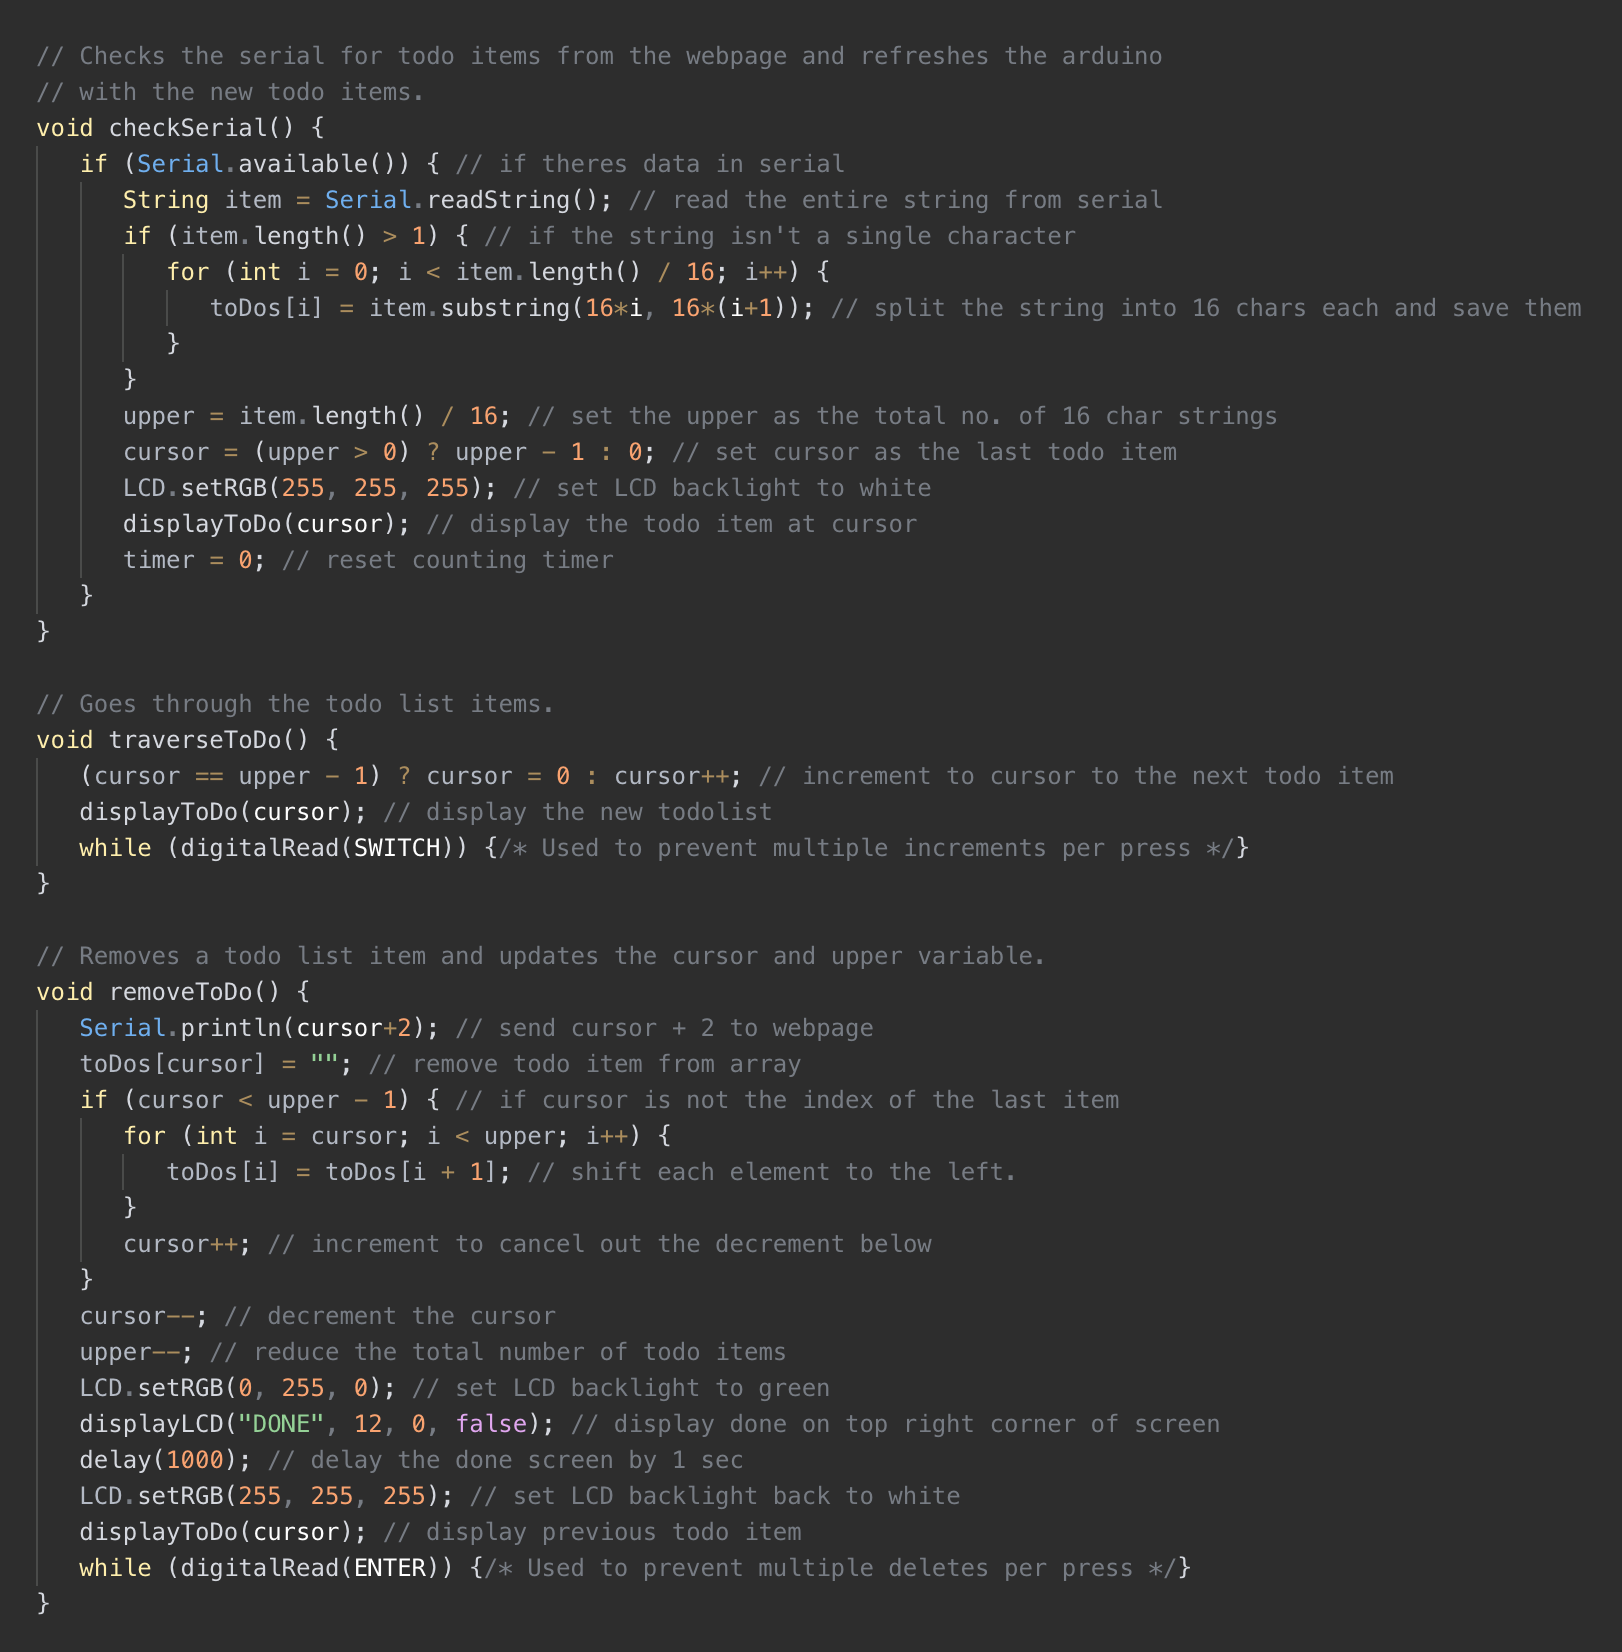 // Checks the serial for todo items from the webpage and refreshes the arduino
// with the new todo items.
void checkSerial() {
   if (Serial.available()) { // if theres data in serial
      String item = Serial.readString(); // read the entire string from serial
      if (item.length() > 1) { // if the string isn't a single character
         for (int i = 0; i < item.length() / 16; i++) {
            toDos[i] = item.substring(16*i, 16*(i+1)); // split the string into 16 chars each and save them
         }
      }
      upper = item.length() / 16; // set the upper as the total no. of 16 char strings
      cursor = (upper > 0) ? upper - 1 : 0; // set cursor as the last todo item
      LCD.setRGB(255, 255, 255); // set LCD backlight to white
      displayToDo(cursor); // display the todo item at cursor
      timer = 0; // reset counting timer
   }
}

// Goes through the todo list items.
void traverseToDo() {
   (cursor == upper - 1) ? cursor = 0 : cursor++; // increment to cursor to the next todo item
   displayToDo(cursor); // display the new todolist
   while (digitalRead(SWITCH)) {/* Used to prevent multiple increments per press */}
}

// Removes a todo list item and updates the cursor and upper variable.
void removeToDo() {
   Serial.println(cursor+2); // send cursor + 2 to webpage
   toDos[cursor] = ""; // remove todo item from array
   if (cursor < upper - 1) { // if cursor is not the index of the last item
      for (int i = cursor; i < upper; i++) {
         toDos[i] = toDos[i + 1]; // shift each element to the left.
      }
      cursor++; // increment to cancel out the decrement below
   }
   cursor--; // decrement the cursor
   upper--; // reduce the total number of todo items
   LCD.setRGB(0, 255, 0); // set LCD backlight to green
   displayLCD("DONE", 12, 0, false); // display done on top right corner of screen
   delay(1000); // delay the done screen by 1 sec
   LCD.setRGB(255, 255, 255); // set LCD backlight back to white
   displayToDo(cursor); // display previous todo item
   while (digitalRead(ENTER)) {/* Used to prevent multiple deletes per press */}
}